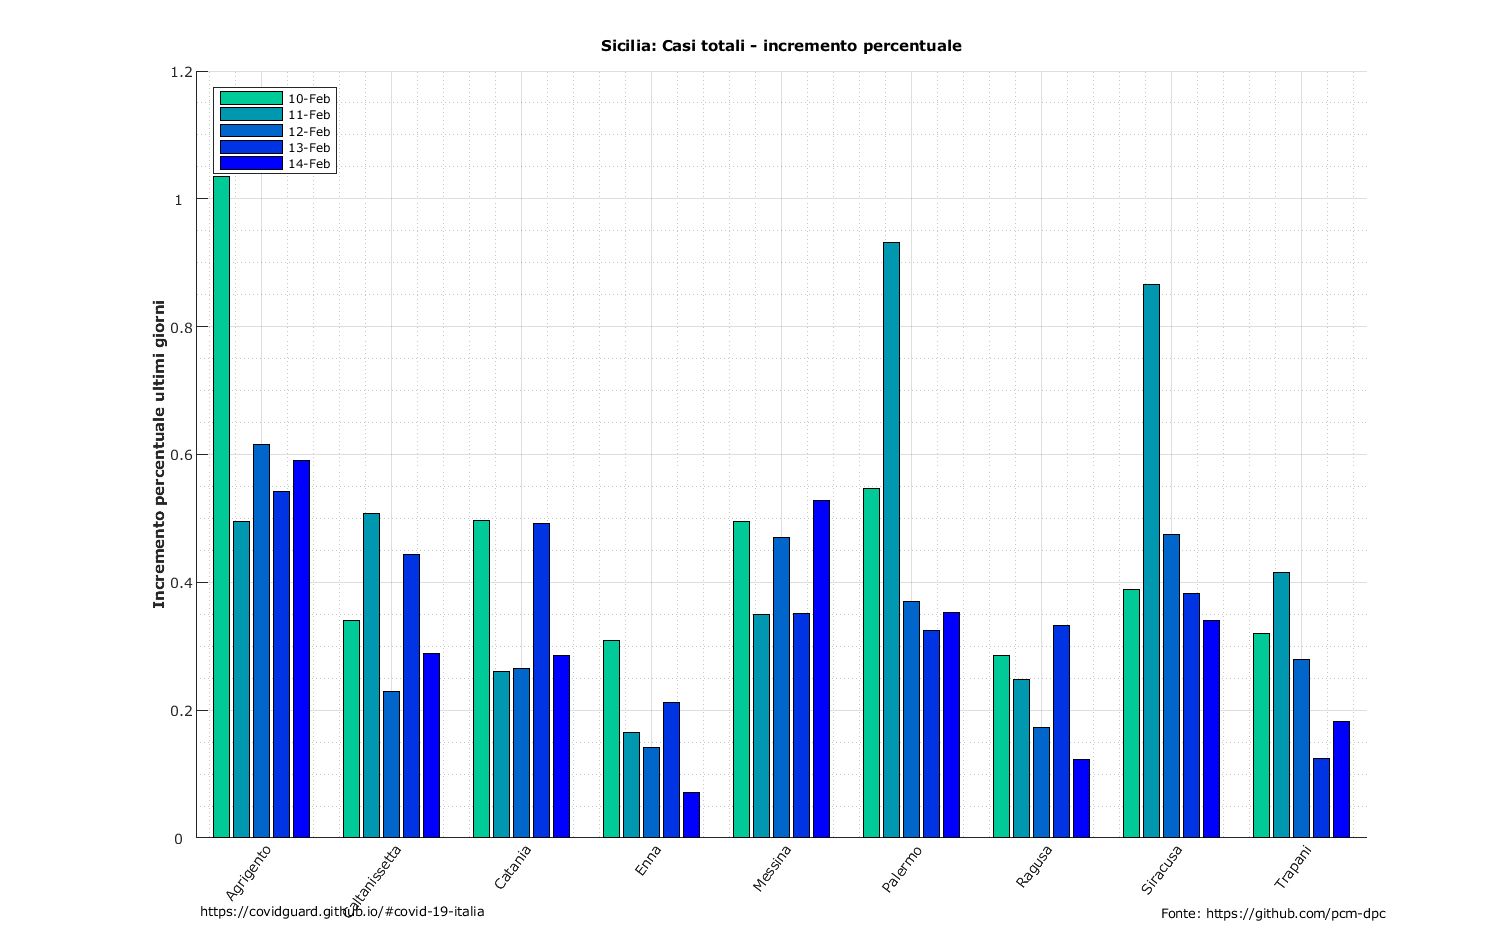 Sicilia: Casi totali - incremento percentuale
1.2
1
0.8
0.6
0.4
0.2
0
Incremento percentuale ultimi giorni
10-Feb
11-Feb
12-Feb
13-Feb
14-Feb
Agrigento
Caltanissetta
Catania
Enna
Messina
Palermo
Ragusa
Siracusa
Trapani
https://covidguard.github.io/#covid-19-italia
Fonte: https://github.com/pcm-dpc